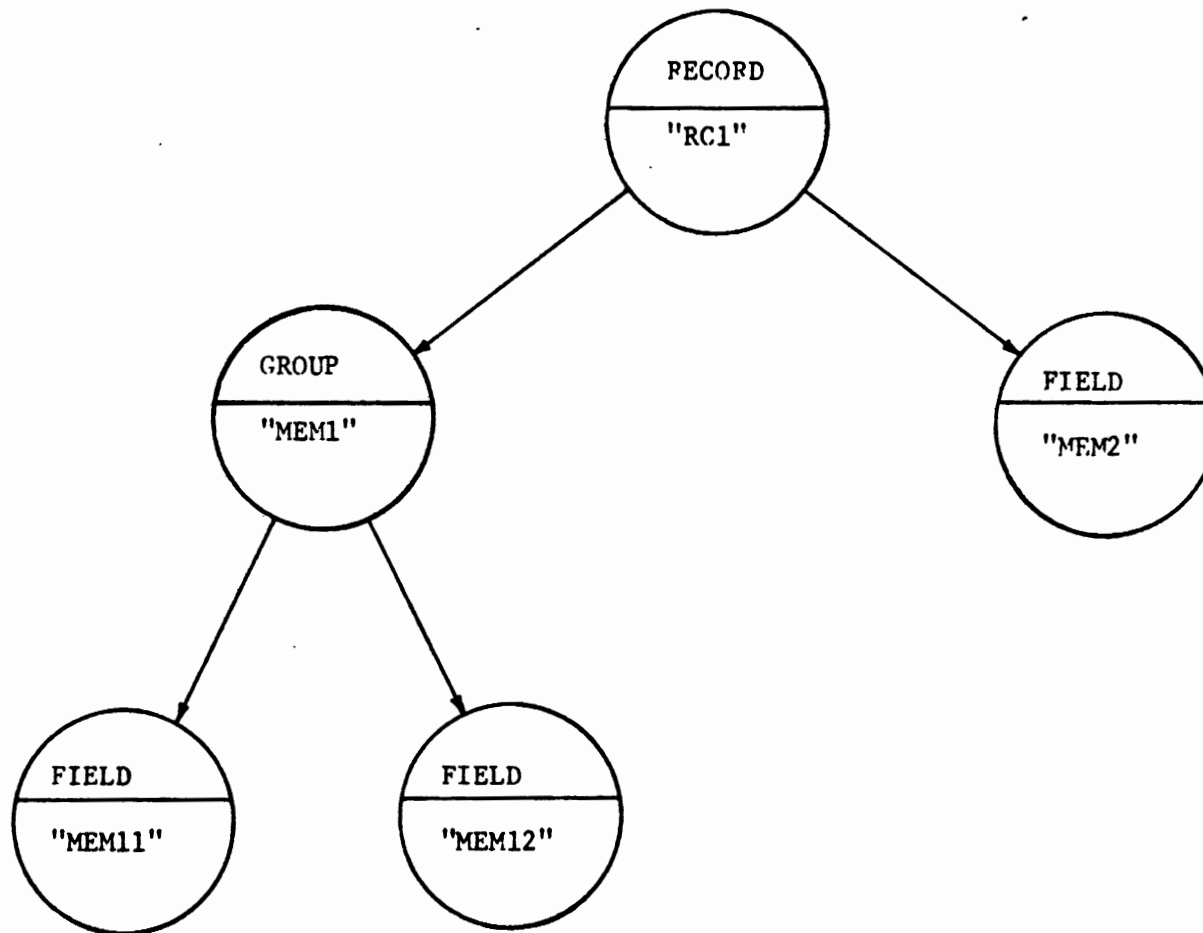 RECORD
"RC1"
GROUP
"MEM1"
FIELD
"MEM2"
FIELD
"MEM11"
FIELD
"MEM12"